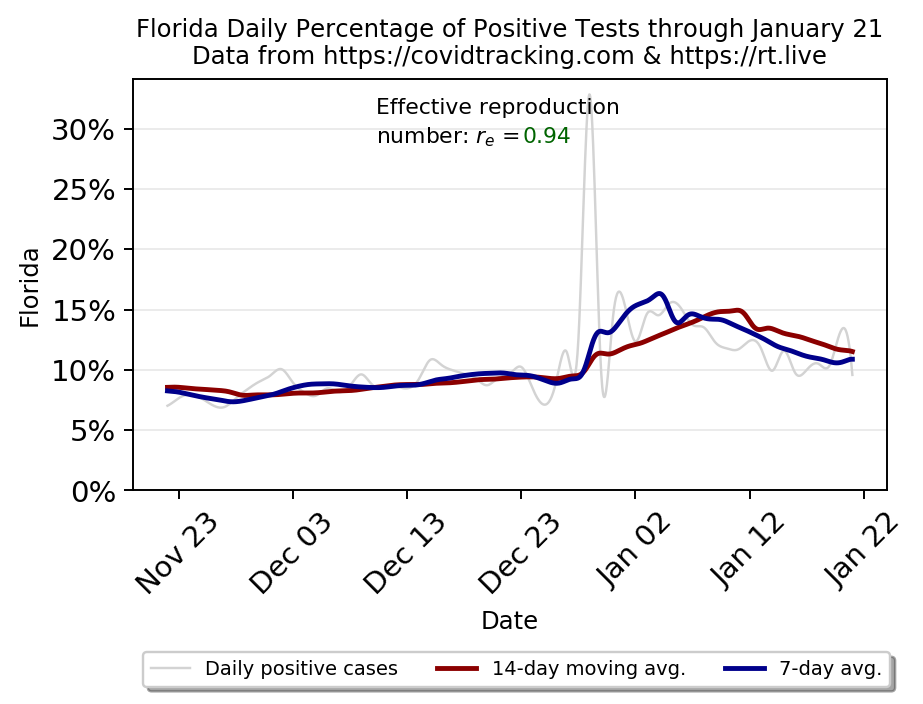 Florida Daily Percentage of Positive Tests through January 21
Data from https://covidtracking.com & https://rt.live
Effective reproduction
number: rₑ =0.94
30%
25%
20%
15%
10%
5%
0%
Florida
Nov 23
Dec 03
Dec 13
Dec 23
Jan 02
Jan 12
Jan 22
Date
Daily positive cases
14-day moving avg.
7-day avg.